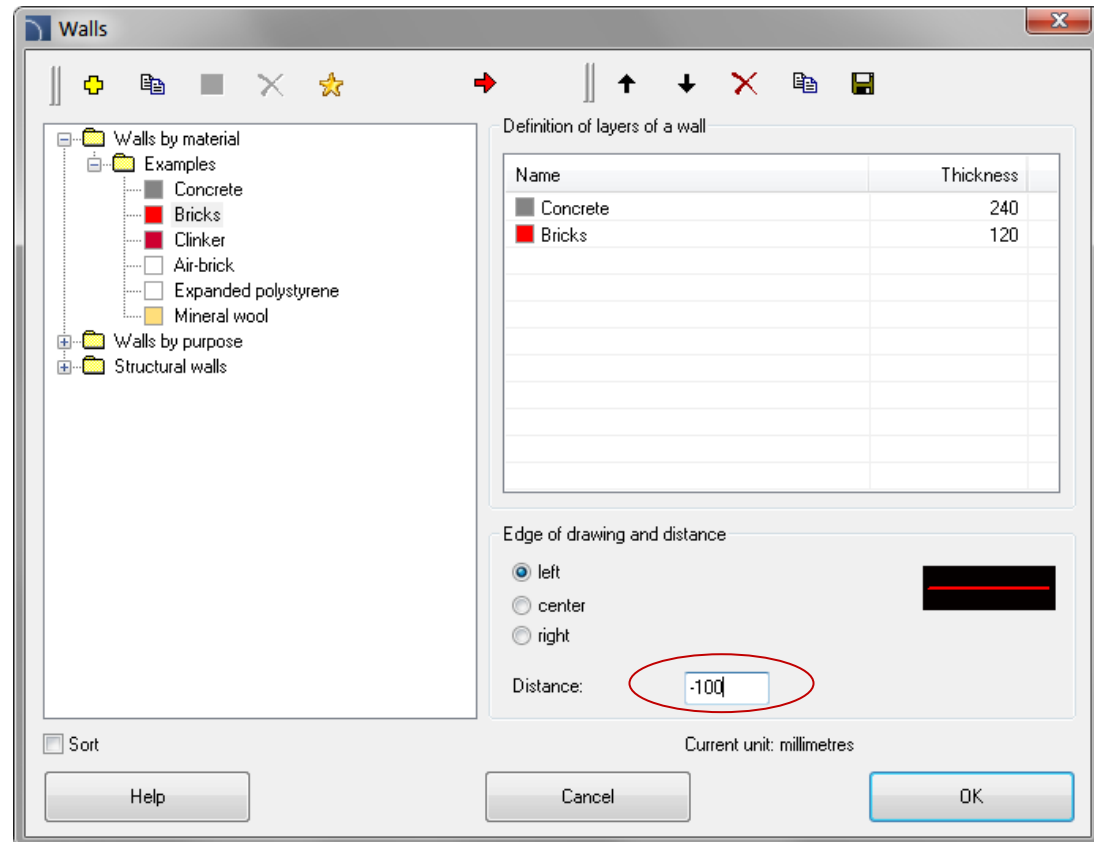 Walls
Walls by material
Examples
Concrete
Bricks
Clinker
Air-brick
Expanded polystyrene
Mineral wool
Walls by purpose
Structural walls
Definition of layers of a wall
Name Thickness
Concrete 240
Bricks 120
Edge of drawing and distance
left
center
right
Distance: -100
Sort
Current unit: millimetres
Help Cancel OK